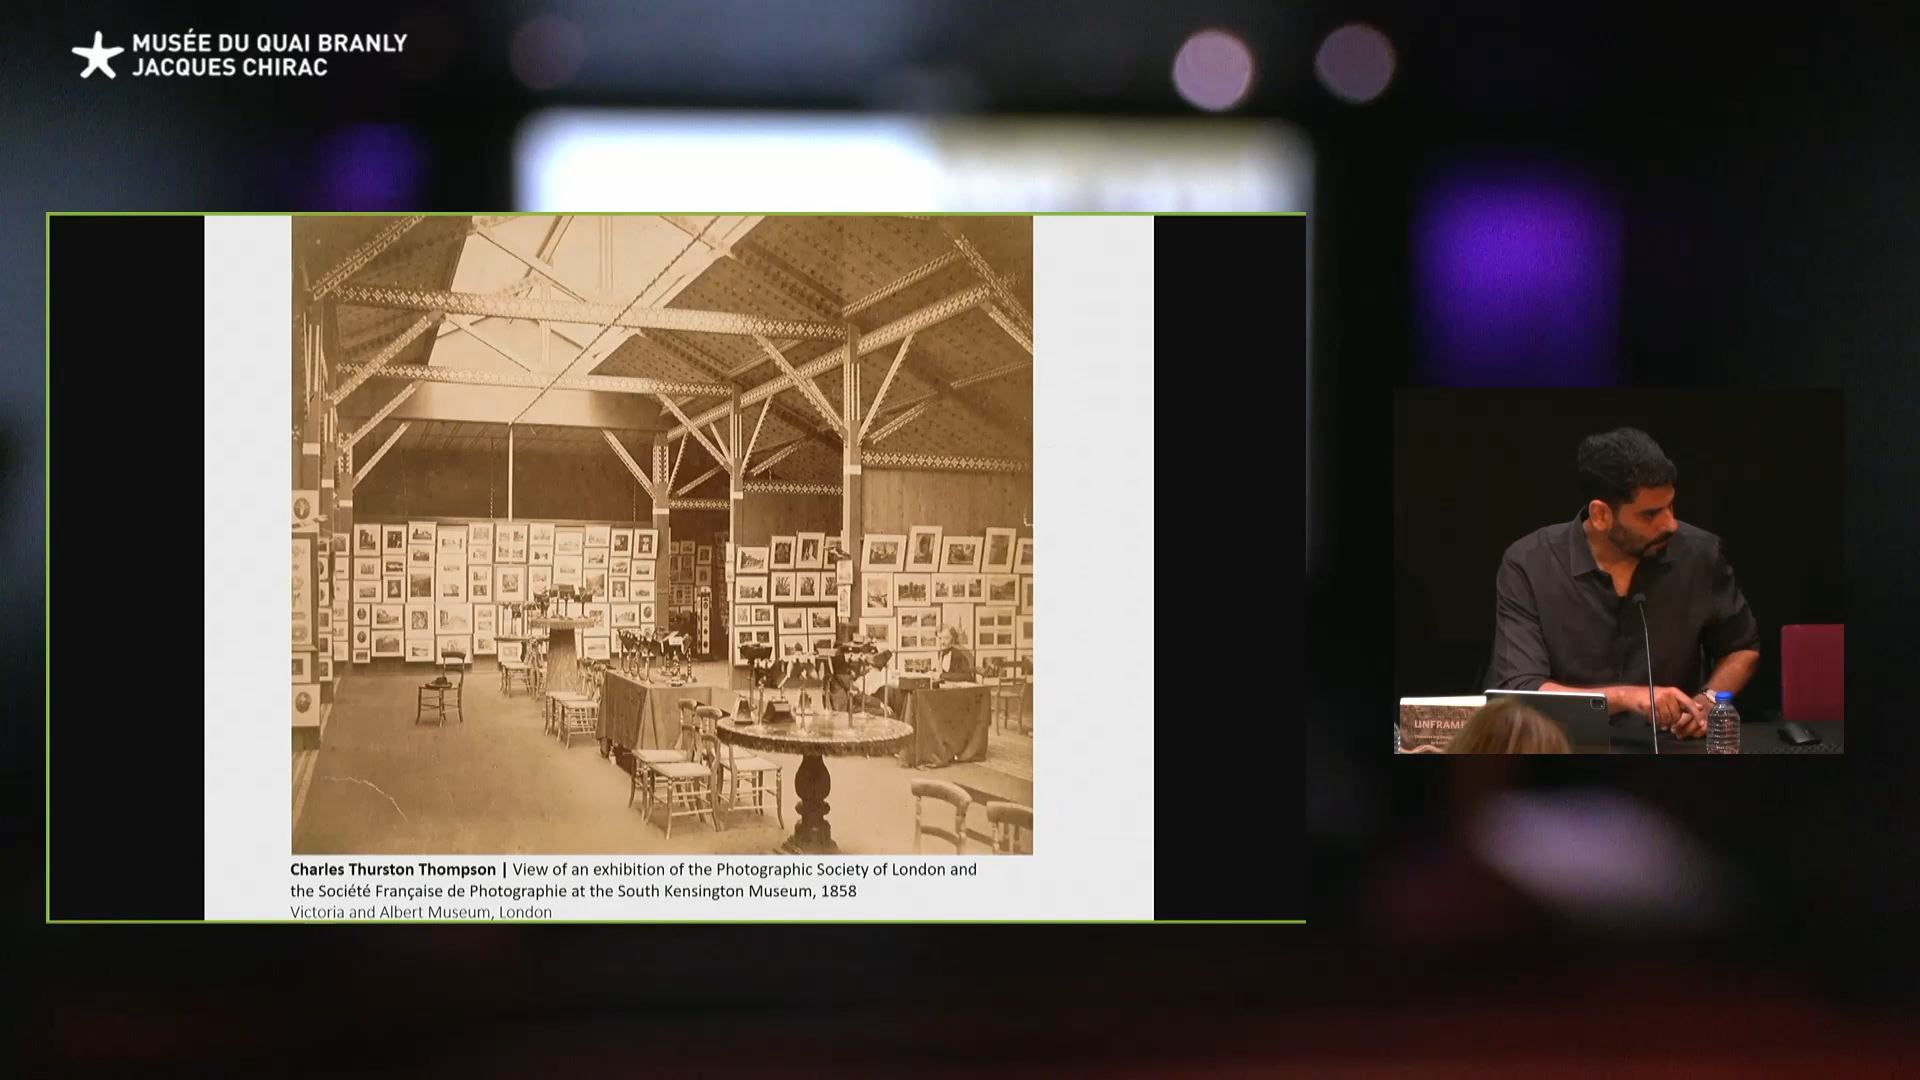 MUSÉE DU QUAI BRANLY
JACQUES CHIRAC
Charles Thurston Thompson | View of an exhibition of the Photographic Society of London and
the Société Française de Photographie at the South Kensington Museum, 1858
Victoria and Albert Museum, London